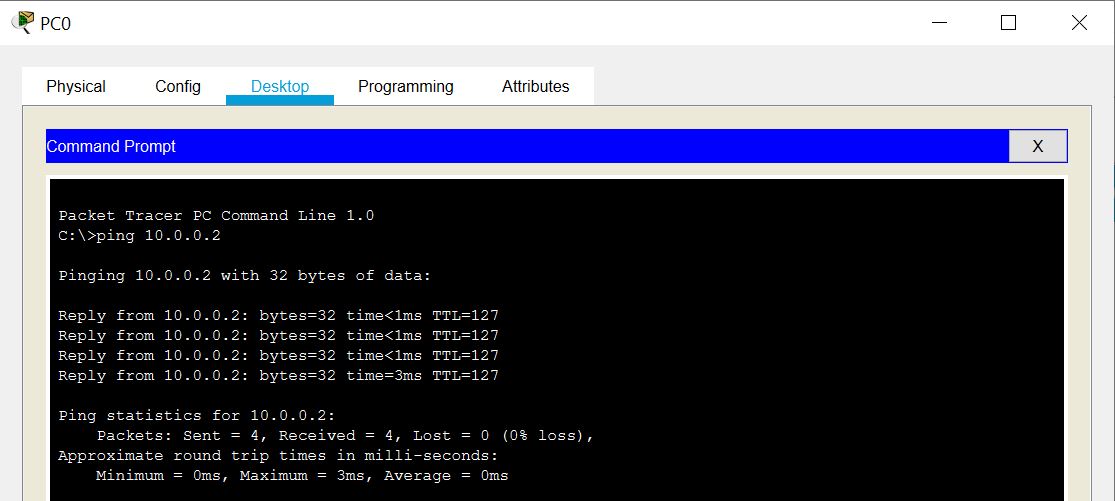 PC0
Physical Config Desktop Programming Attributes
Command Prompt X
Packet Tracer PC Command Line 1.0
C:\>ping 10.0.0.2
Pinging 10.0.0.2 with 32 bytes of data:
Reply from 10.0.0.2: bytes=32 time<1ms TTL=127
Reply from 10.0.0.2: bytes=32 time<1ms TTL=127
Reply from 10.0.0.2: bytes=32 time<1ms TTL=127
Reply from 10.0.0.2: bytes=32 time=3ms TTL=127
Ping statistics for 10.0.0.2:
    Packets: Sent = 4, Received = 4, Lost = 0 (0% loss),
Approximate round trip times in milli-seconds:
    Minimum = 0ms, Maximum = 3ms, Average = 0ms